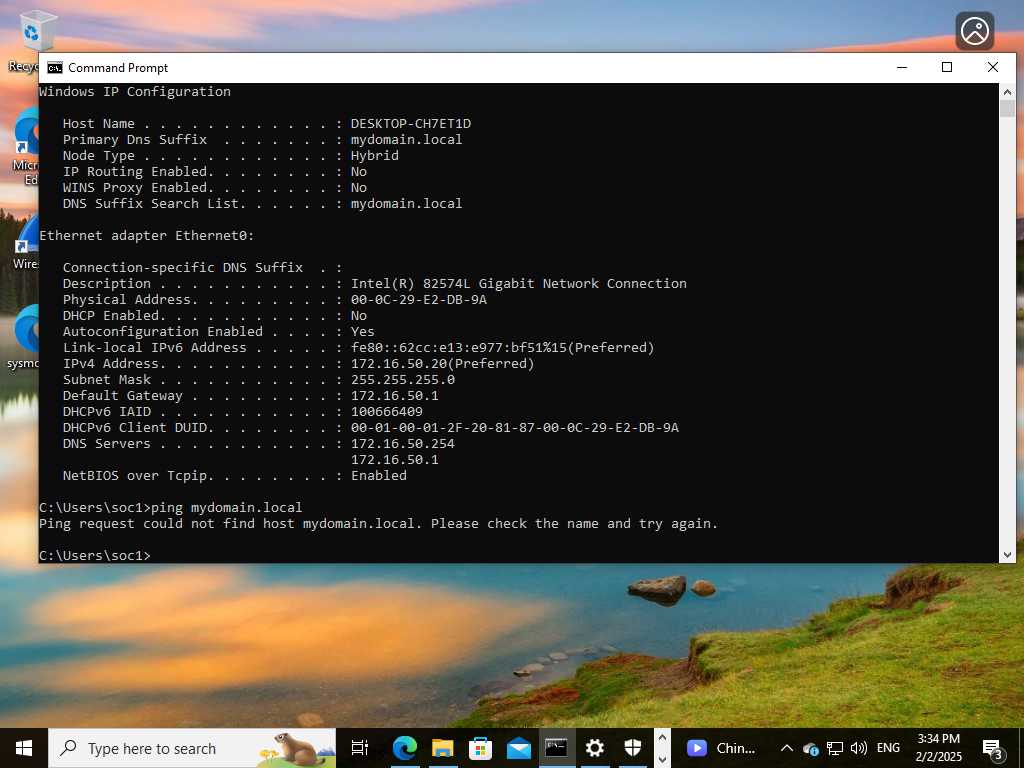 Recyc
Command Prompt
Windows IP Configuration
Host Name . . . . . . . . . . . . : DESKTOP-CH7ET1D
Primary Dns Suffix  . . . . . . . : mydomain.local
Node Type . . . . . . . . . . . . : Hybrid
IP Routing Enabled. . . . . . . . : No
WINS Proxy Enabled. . . . . . . . : No
DNS Suffix Search List. . . . . . : mydomain.local
Micr
Ed
Ethernet adapter Ethernet0:
Wire
Connection-specific DNS Suffix  . :
Description . . . . . . . . . . . : Intel(R) 82574L Gigabit Network Connection
Physical Address. . . . . . . . . : 00-0C-29-E2-DB-9A
DHCP Enabled. . . . . . . . . . . : No
Autoconfiguration Enabled . . . . : Yes
Link-local IPv6 Address . . . . . : fe80::62cc:e13:e977:bf51%15(Preferred)
IPv4 Address. . . . . . . . . . . : 172.16.50.20(Preferred)
sysmo
Subnet Mask . . . . . . . . . . . : 255.255.255.0
Default Gateway . . . . . . . . . : 172.16.50.1
DHCPv6 IAID . . . . . . . . . . . : 100666409
DHCPv6 Client DUID. . . . . . . . : 00-01-00-01-2F-20-81-87-00-0C-29-E2-DB-9A
DNS Servers . . . . . . . . . . . : 172.16.50.254
172.16.50.1
NetBIOS over Tcpip. . . . . . . . : Enabled
C:\Users\soc1>ping mydomain.local
Ping request could not find host mydomain.local. Please check the name and try again.
C:\Users\soc1>
Type here to search
Chin...
ENG
3:34 PM
2/2/2025
3